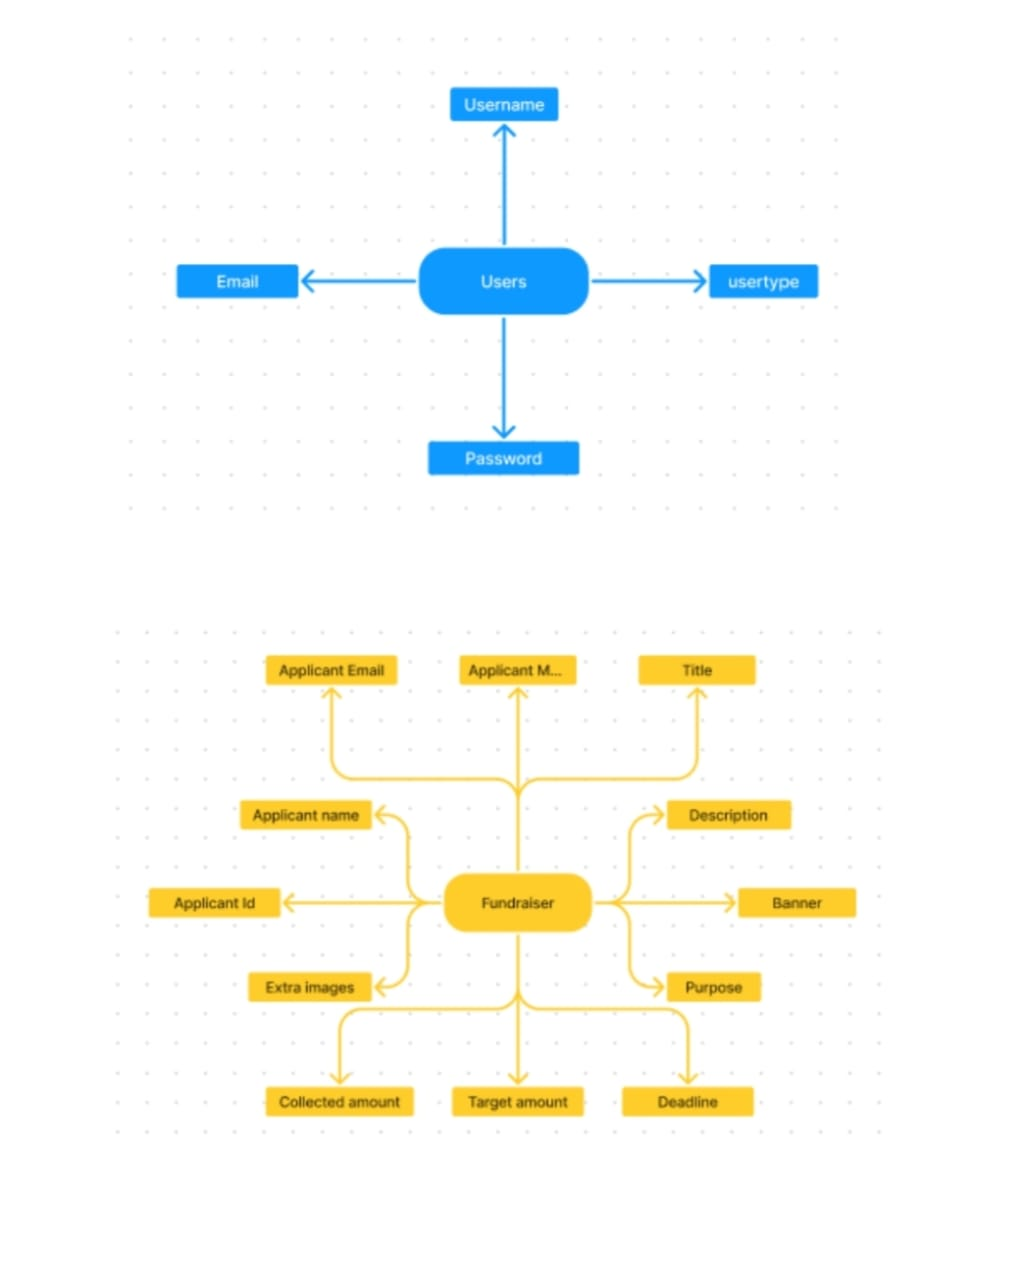 Username
Email
Users
usertype
Password
Applicant Email
Applicant M...
Title
Applicant name
Description
Applicant Id
Fundraiser
Banner
Extra images
Purpose
Collected amount
Target amount
Deadline